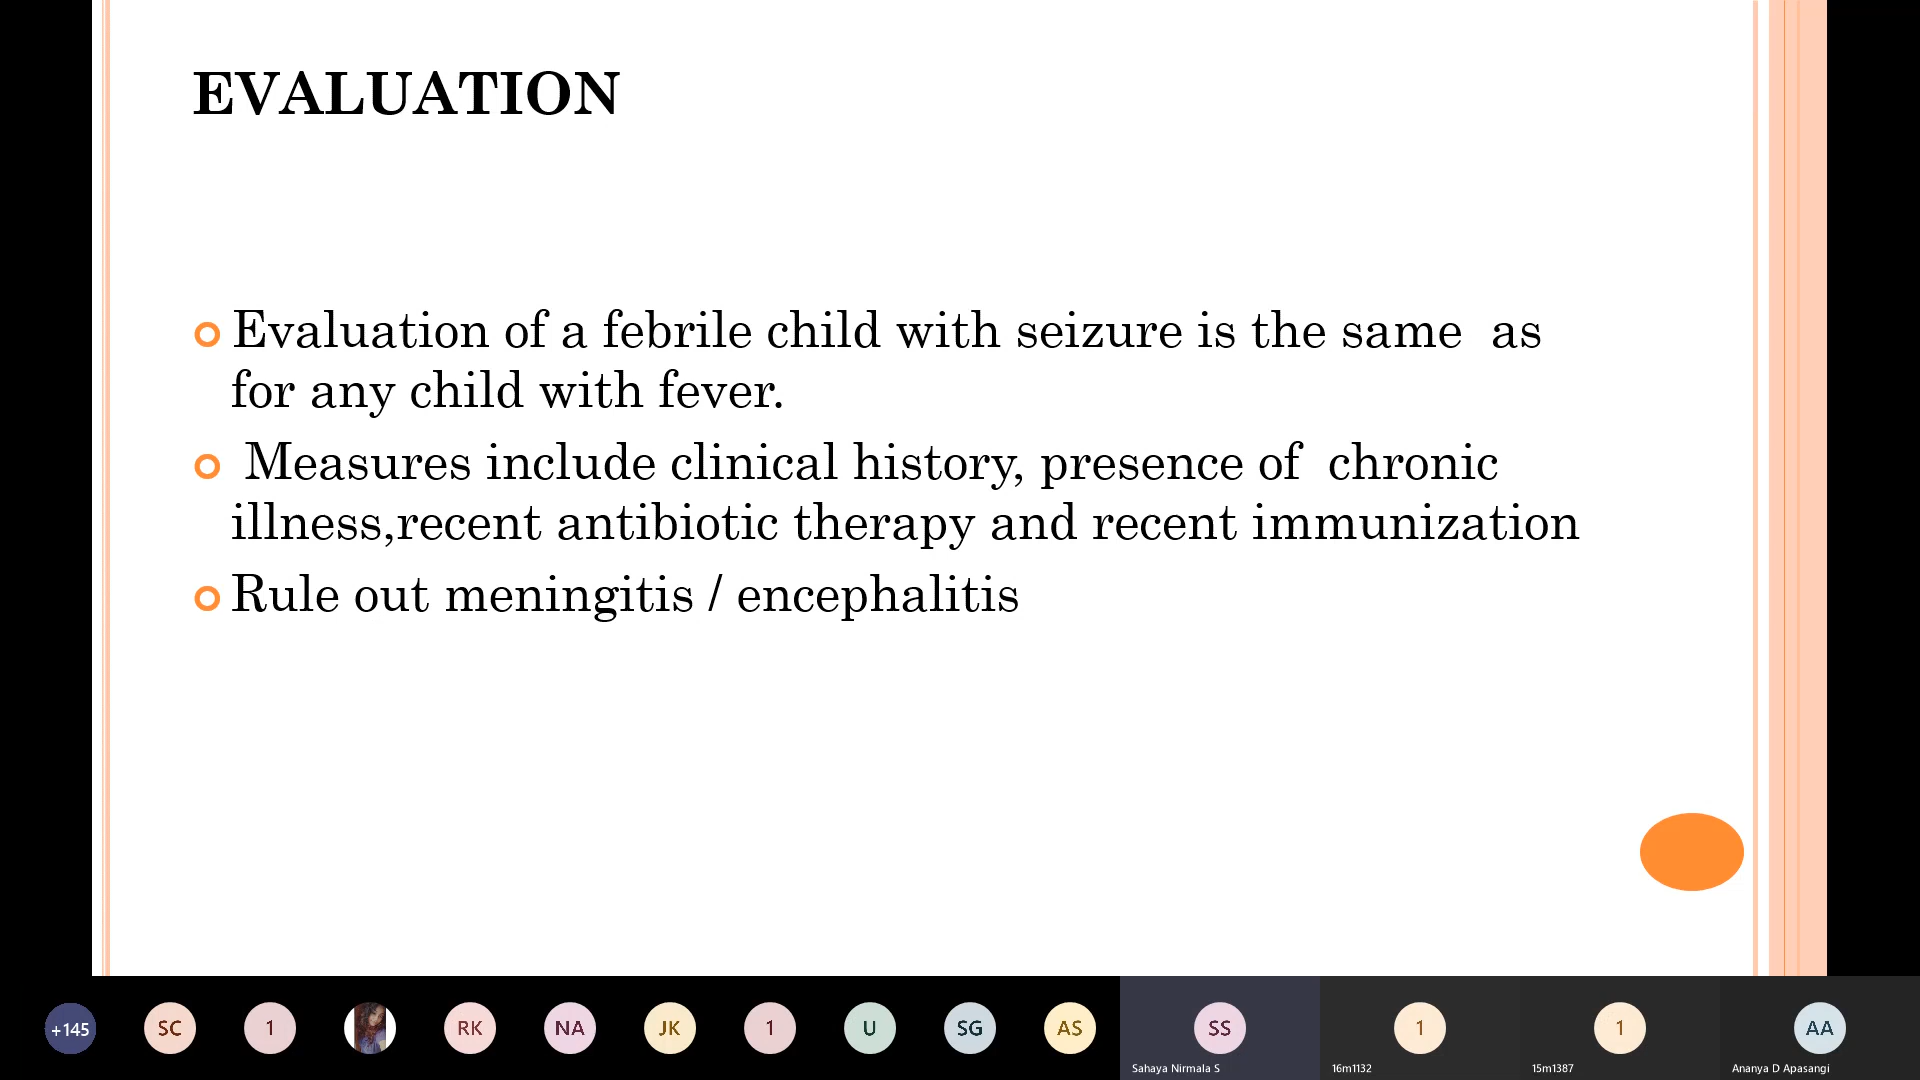 EVALUATION
Evaluation of a febrile child with seizure is the same  as
for any child with fever.
Measures include clinical history, presence of  chronic
illness,recent antibiotic therapy and recent immunization
Rule out meningitis / encephalitis
+145 SC 1 RK NA JK 1 U SG AS SS 1 1 AA
Sahaya Nirmala S 16m1132 15m1387 Ananya D Apasangi